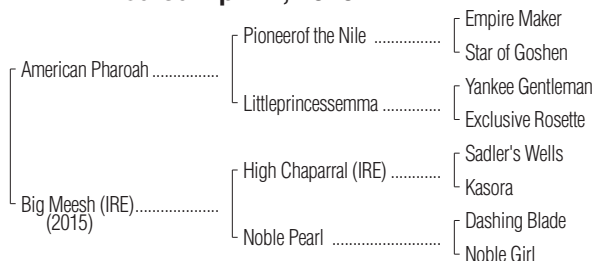 Empire Maker
Pioneerof the Nile ................
Star of Goshen
American Pharoah ................
Yankee Gentleman
Littleprincessemma ..............
Exclusive Rosette
Sadler's Wells
High Chaparral (IRE) ............
Kasora
Big Meesh (IRE)....................
(2015)
Dashing Blade
Noble Pearl ......................
Noble Girl